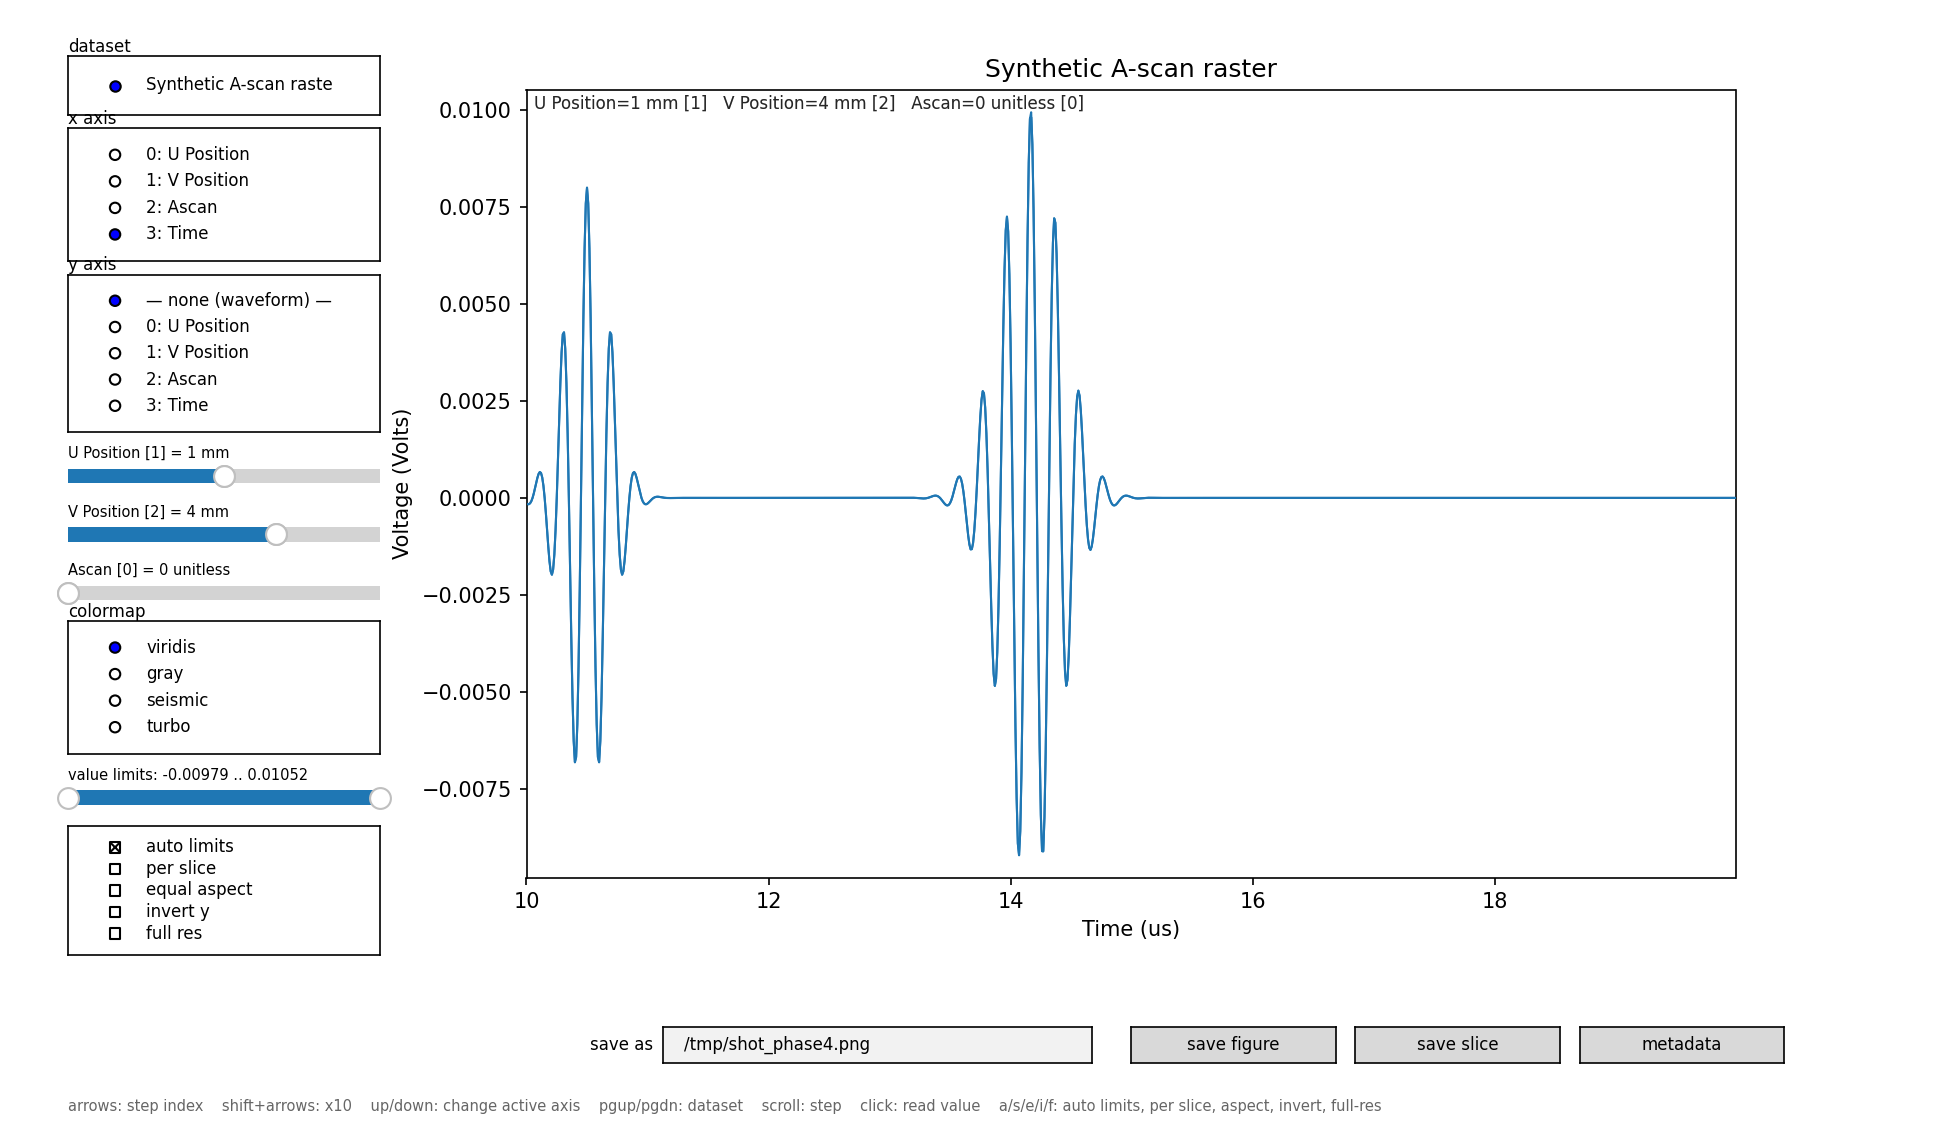 dataset
Synthetic A-scan raste
x axis
0: U Position
1: V Position
2: Ascan
3: Time
y axis
— none (waveform) —
0: U Position
1: V Position
2: Ascan
3: Time
U Position [1] = 1 mm
V Position [2] = 4 mm
Ascan [0] = 0 unitless
colormap
viridis
gray
seismic
turbo
value limits: -0.00979 .. 0.01052
auto limits
per slice
equal aspect
invert y
full res
Synthetic A-scan raster
U Position=1 mm [1]   V Position=4 mm [2]   Ascan=0 unitless [0]
0.0100
0.0075
0.0050
0.0025
0.0000
−0.0025
−0.0050
−0.0075
Voltage (Volts)
10 12 14 16 18
Time (us)
save as /tmp/shot_phase4.png save figure save slice metadata
arrows: step index   shift+arrows: x10   up/down: change active axis   pgup/pgdn: dataset   scroll: step   click: read value   a/s/e/i/f: auto limits, per slice, aspect, invert, full-res